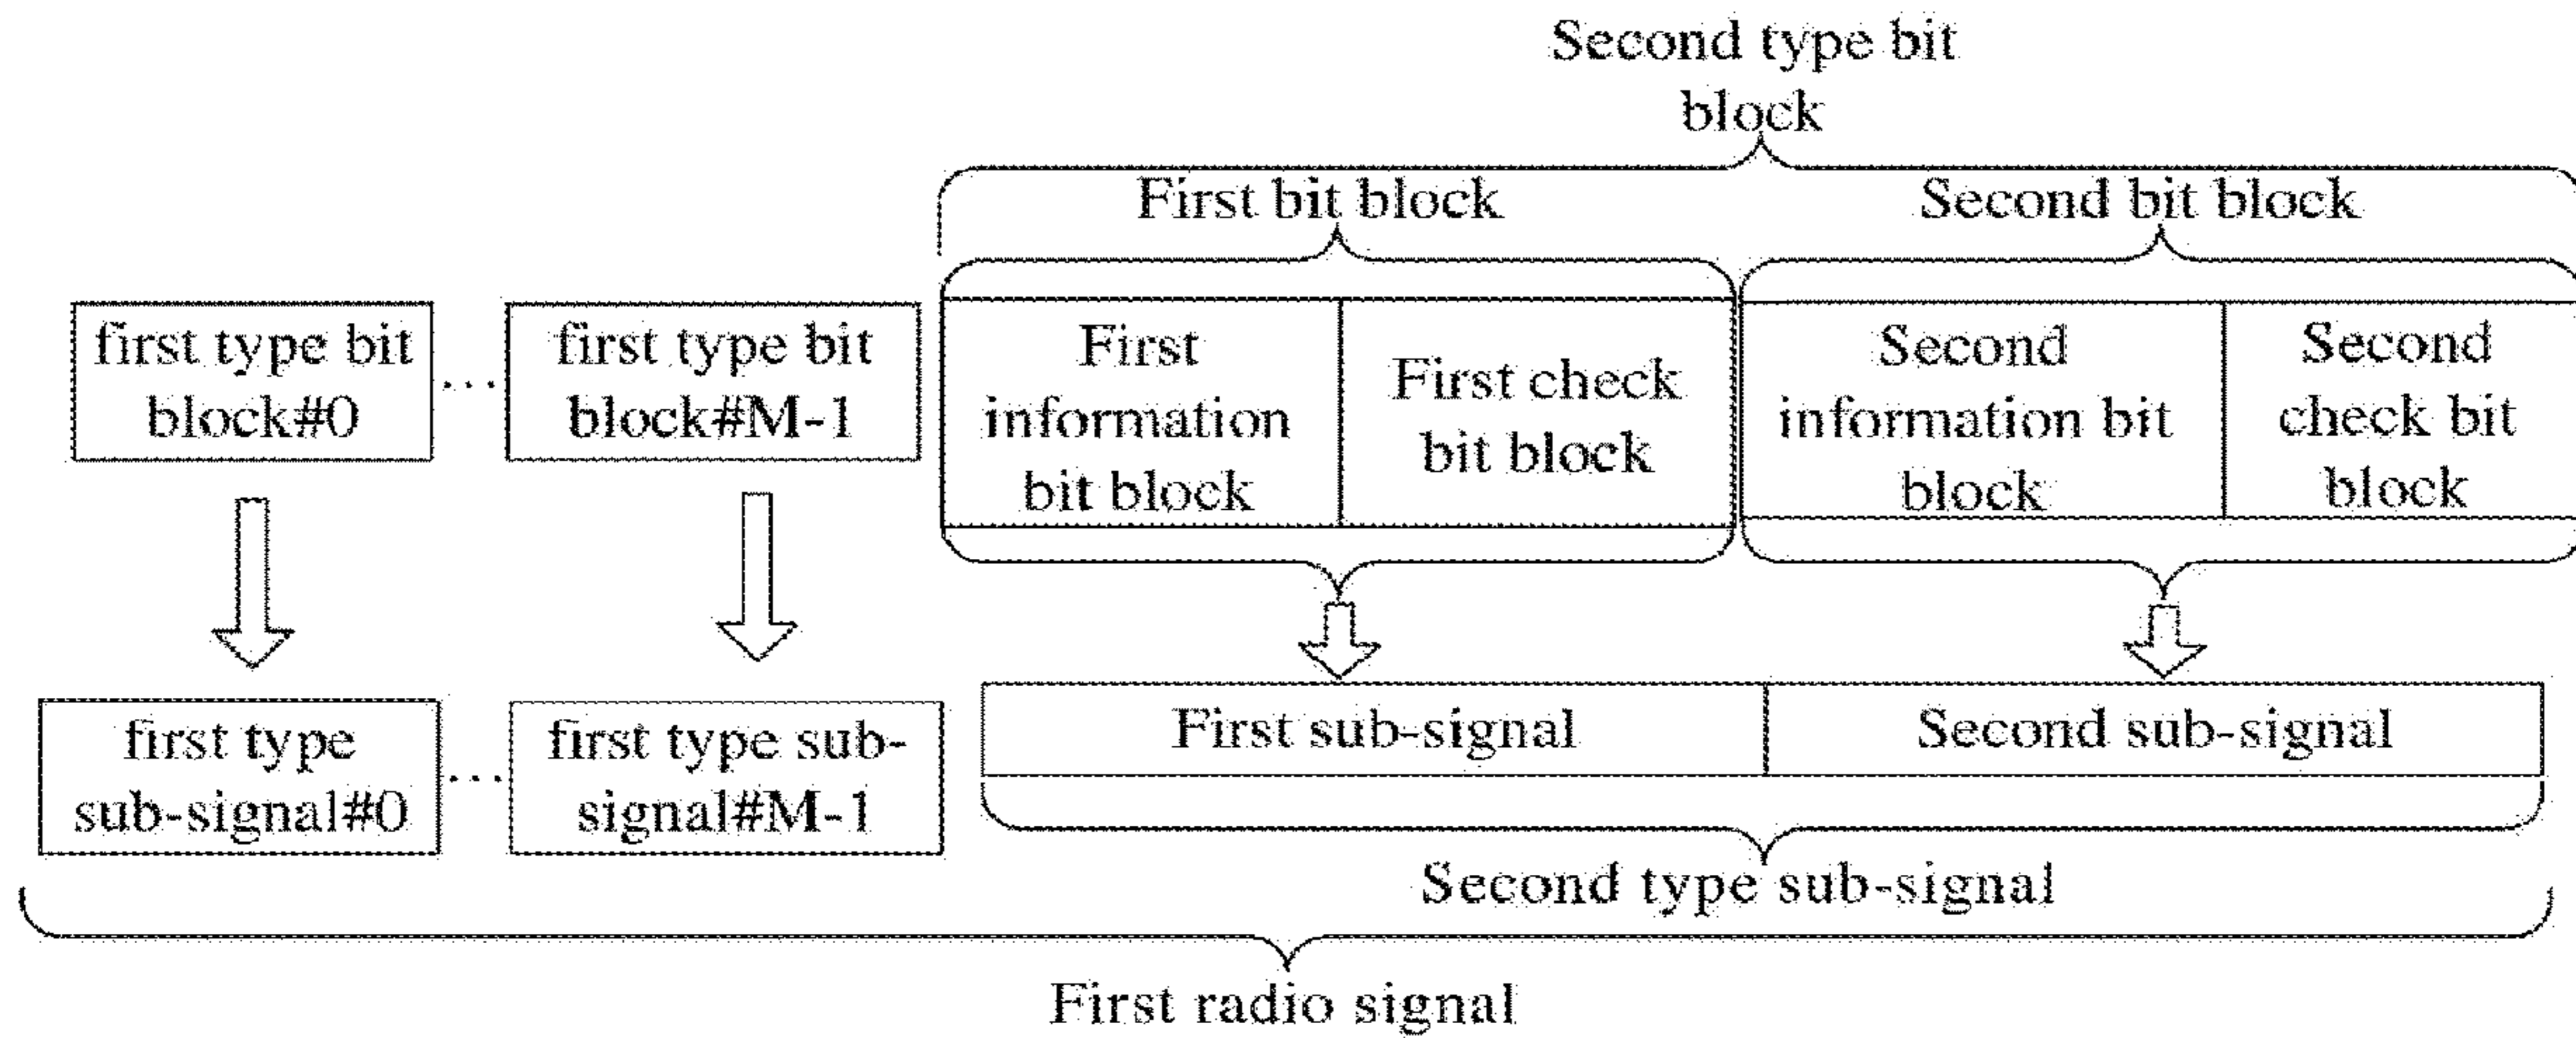 Second type bit
block
First bit block
Second bit block
first type bit
block#0
...
first type bit
block#M-1
First
information
bit block
First check
bit block
Second
information bit
block
Second
check bit
block
first type
sub-signal#0
...
first type sub-
signal#M-1
First sub-signal
Second sub-signal
Second type sub-signal
First radio signal